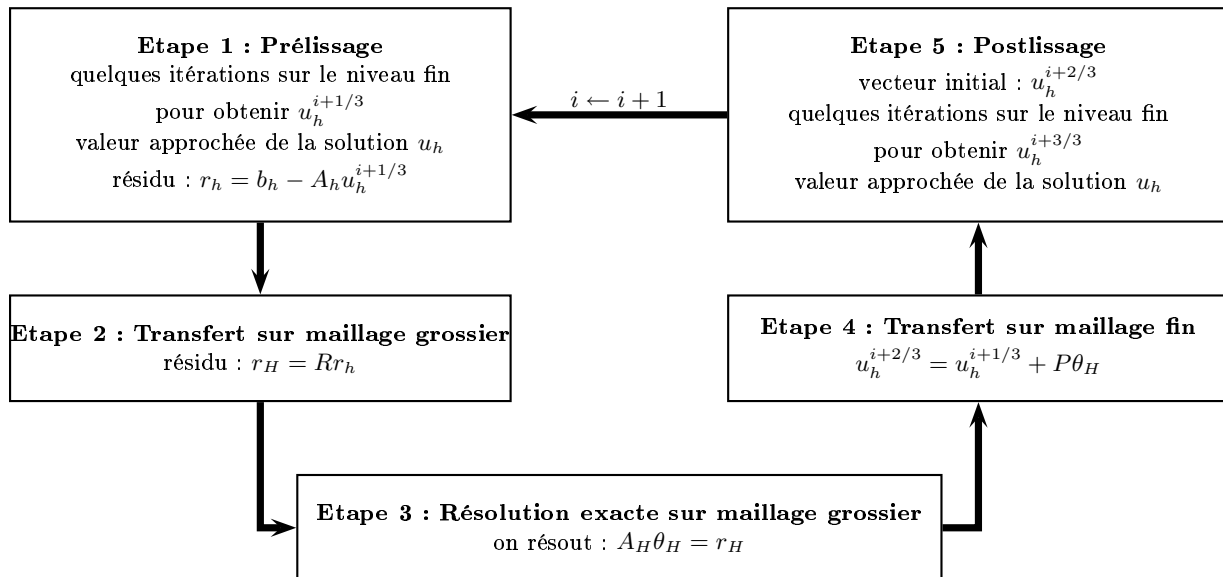 Etape 1 : Prélissage
quelques itérations sur le niveau fin
pour obtenir $u_h^{i+1/3}$
valeur approchée de la solution $u_h$
résidu : $r_h = b_h - A_h u_h^{i+1/3}$
$i \leftarrow i + 1$
Etape 5 : Postlissage
vecteur initial : $u_h^{i+2/3}$
quelques itérations sur le niveau fin
pour obtenir $u_h^{i+3/3}$
valeur approchée de la solution $u_h$
Etape 2 : Transfert sur maillage grossier
résidu : $r_H = Rr_h$
Etape 4 : Transfert sur maillage fin
$u_h^{i+2/3} = u_h^{i+1/3} + P\theta_H$
Etape 3 : Résolution exacte sur maillage grossier
on résout : $A_H\theta_H = r_H$